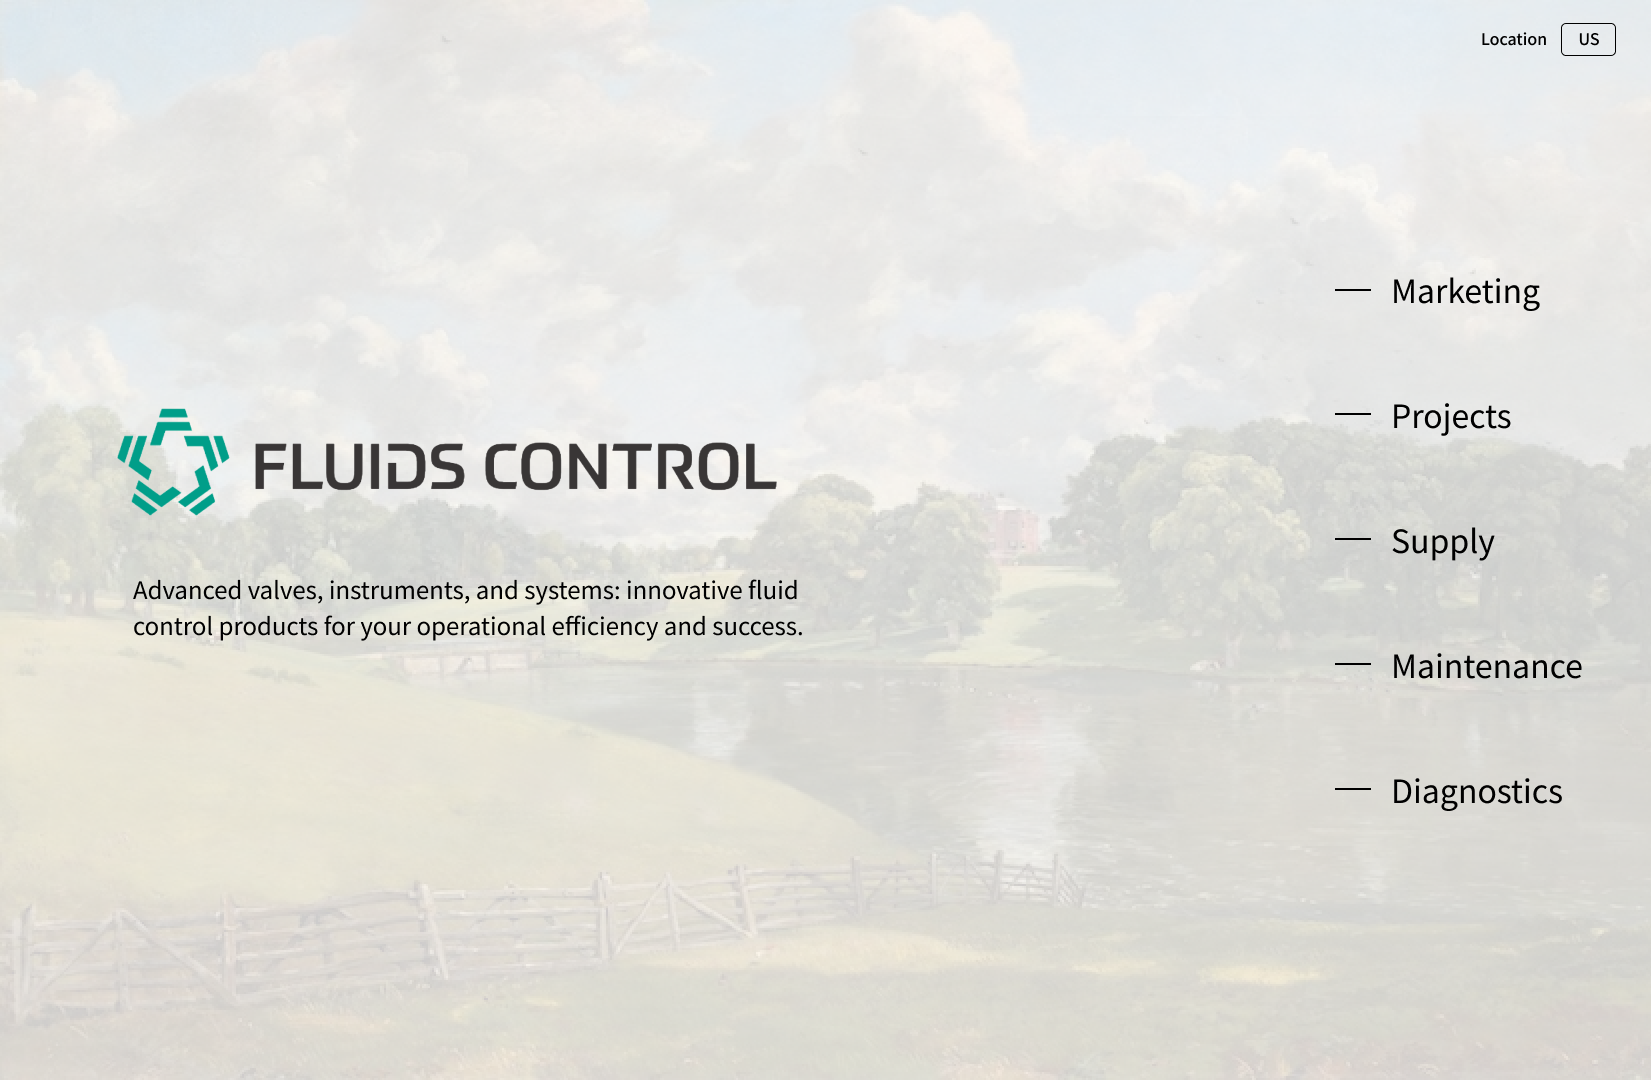 Location US
FLUIDS CONTROL
Advanced valves, instruments, and systems: innovative fluid
control products for your operational efficiency and success.
Marketing
Projects
Supply
Maintenance
Diagnostics